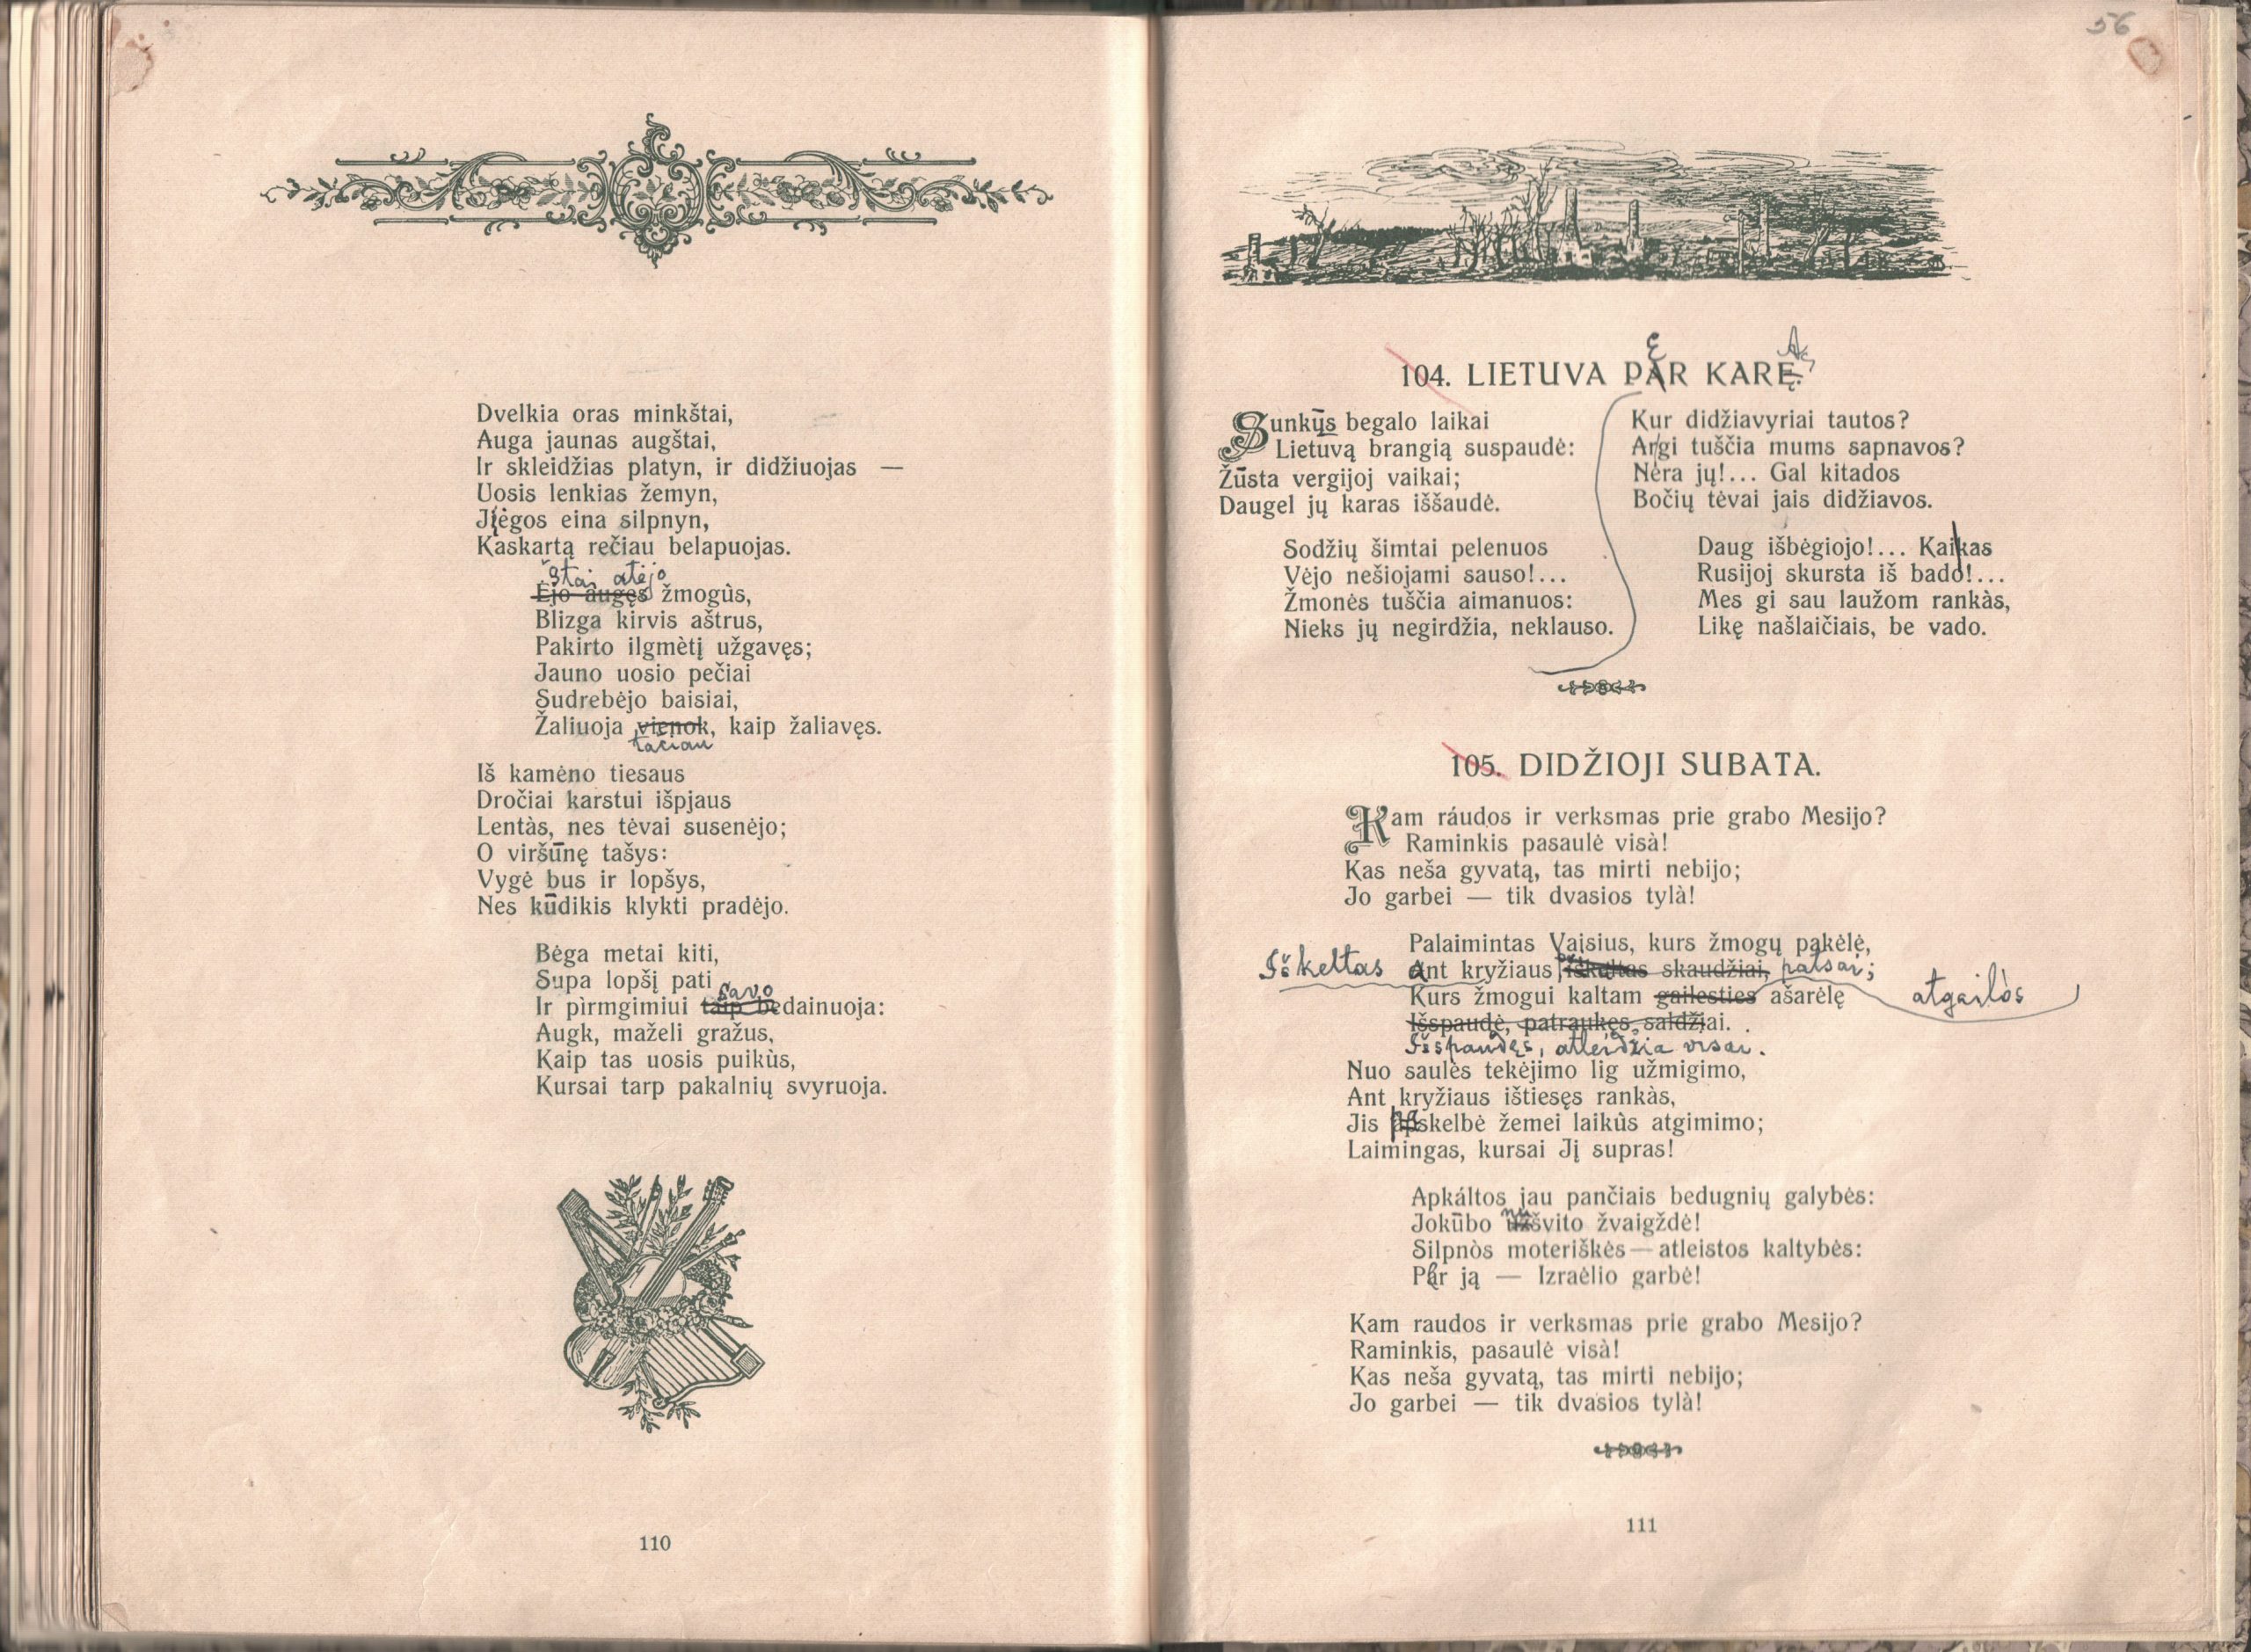 Dvelkia oras minkštai,
Auga jaunas augštai,
Ir skleidžias platyn, ir didžiuojas —
Uosis lenkias žemyn,
Jiėgos eina silpnyn,
Kaskartą rečiau belapuojas.
Štai atėjo
Ėjo augęs žmogùs,
Blizga kirvis aštrus,
Pakirto ilgmètį užgavęs;
Jauno uosio pečiai
Sudrebėjo baisiai,
Žaliuoja vienok, kaip žaliavęs.
tačiau
Iš kamėno tiesaus
Dročiai karstui išpjaus
Lentàs, nes tėvai susenėjo;
O viršūnę tašys:
Vygė bus ir lopšys,
Nes kūdikis klykti pradėjo.
Bėga metai kiti,
Supa lopšį pati
savo
Ir pìrmgimiui taip bedainuoja:
Augk, maželi gražus,
Kaip tas uosis puikùs,
Kursai tarp pakalnių svyruoja.
110
56
E A
104. LIETUVA PAR KARĘ.
Sunkųs begalo laikai
Lietuvą brangią suspaudė:
Žūsta vergijoj vaikai;
Daugel jų karas iššaudė.
Sodžių šimtai pelenuos
Vėjo nešiojami sauso!...
Žmonės tuščia aimanuos:
Nieks jų negirdžia, neklauso.
Kur didžiavyriai tautos?
Argi tuščia mums sapnavos?
Nėra jų!... Gal kitados
Bočių tėvai jais didžiavos.
Daug išbėgiojo!... Kaikas
Rusijoj skursta iš bado!...
Mes gi sau laužom rankàs,
Likę našlaičiais, be vado.
105. DIDŽIOJI SUBATA.
Kam ráudos ir verksmas prie grabo Mesijo?
Raminkis pasaulė visà!
Kas neša gyvatą, tas mirti nebijo;
Jo garbei — tik dvasios tylà!
Palaimintas Vaisius, kurs žmogų pakėlė,
Iškeltas Ant kryžiaus iškeltas skaudžiai, patsai;
Kurs žmogui kaltam gailesties ašarėlę atgailòs
Išspaudė, patraukęs saldžiai.
Išspaudęs, atleidžia visai.
Nuo saulės tekėjimo lig užmigimo,
Ant kryžiaus ištiesęs rankàs,
Jis apskelbė žemei laikùs atgimimo;
Laimingas, kursai Jį supras!
Apkáltos jau pančiais bedugnių galybės:
Jokūbo užšvito žvaigždė!
Silpnòs moteriškės — atleistos kaltybės:
Par ją — Izraėlio garbė!
Kam raudos ir verksmas prie grabo Mesijo?
Raminkis, pasaulė visà!
Kas neša gyvatą, tas mirti nebijo;
Jo garbei — tik dvasios tylà!
111